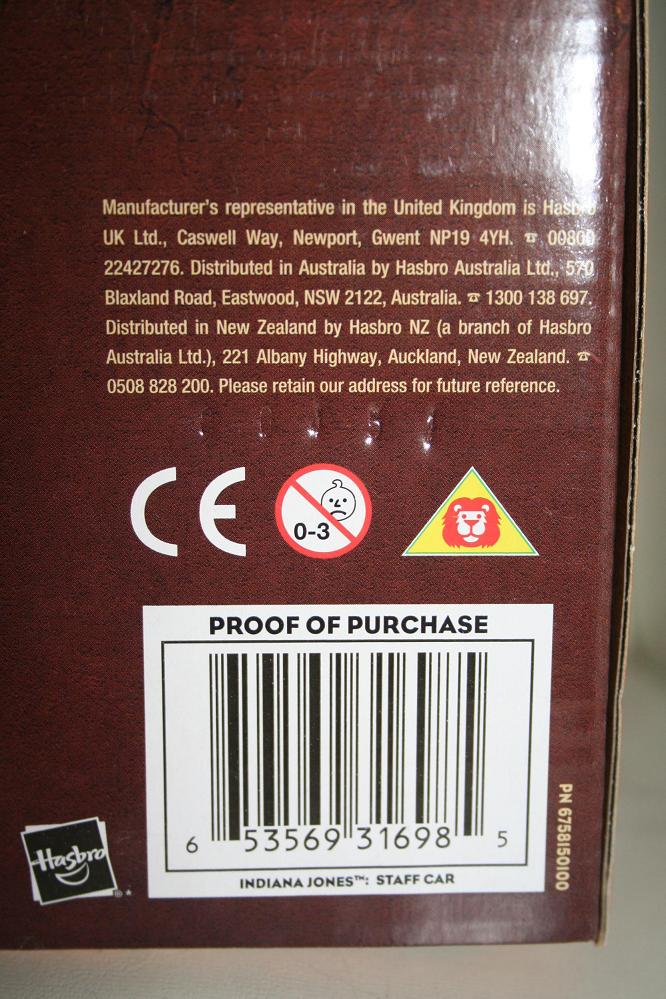 Manufacturer's representative in the United Kingdom is Hasbro
UK Ltd., Caswell Way, Newport, Gwent NP19 4YH. ☎ 00800
22427276. Distributed in Australia by Hasbro Australia Ltd., 570
Blaxland Road, Eastwood, NSW 2122, Australia. ☎ 1300 138 697.
Distributed in New Zealand by Hasbro NZ (a branch of Hasbro
Australia Ltd.), 221 Albany Highway, Auckland, New Zealand. ☎
0508 828 200. Please retain our address for future reference.
CE
0-3
PROOF OF PURCHASE
6 53569 31698 5
INDIANA JONES™: STAFF CAR
PN 6758150100
Hasbro
® *